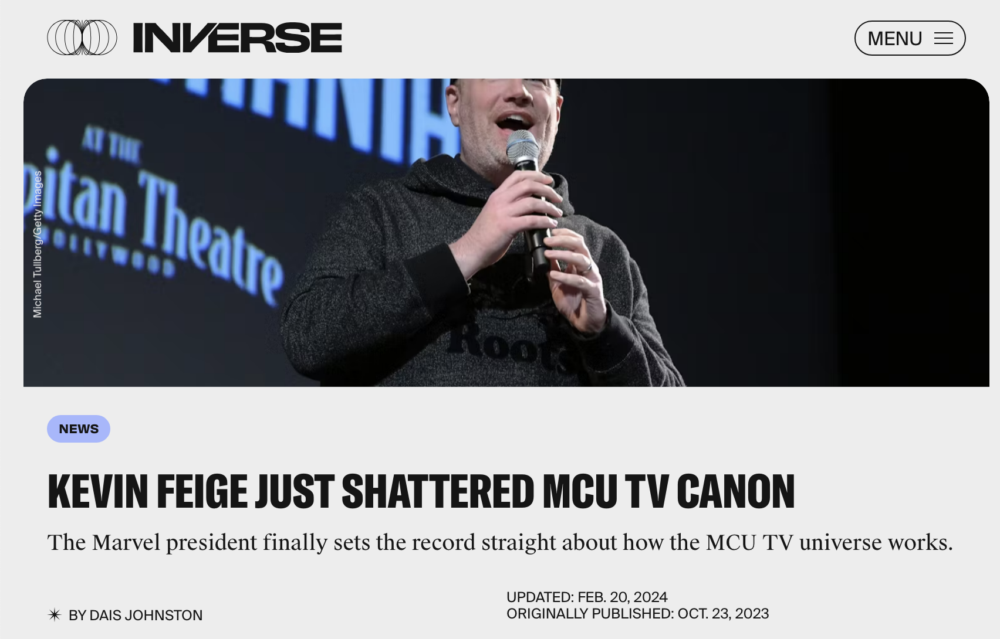 INVERSE
MENU
AT THE
pitan Theatre
HOLLYWOOD
Michael Tullberg/Getty Images
Roots
NEWS
KEVIN FEIGE JUST SHATTERED MCU TV CANON
The Marvel president finally sets the record straight about how the MCU TV universe works.
BY DAIS JOHNSTON
UPDATED: FEB. 20, 2024
ORIGINALLY PUBLISHED: OCT. 23, 2023